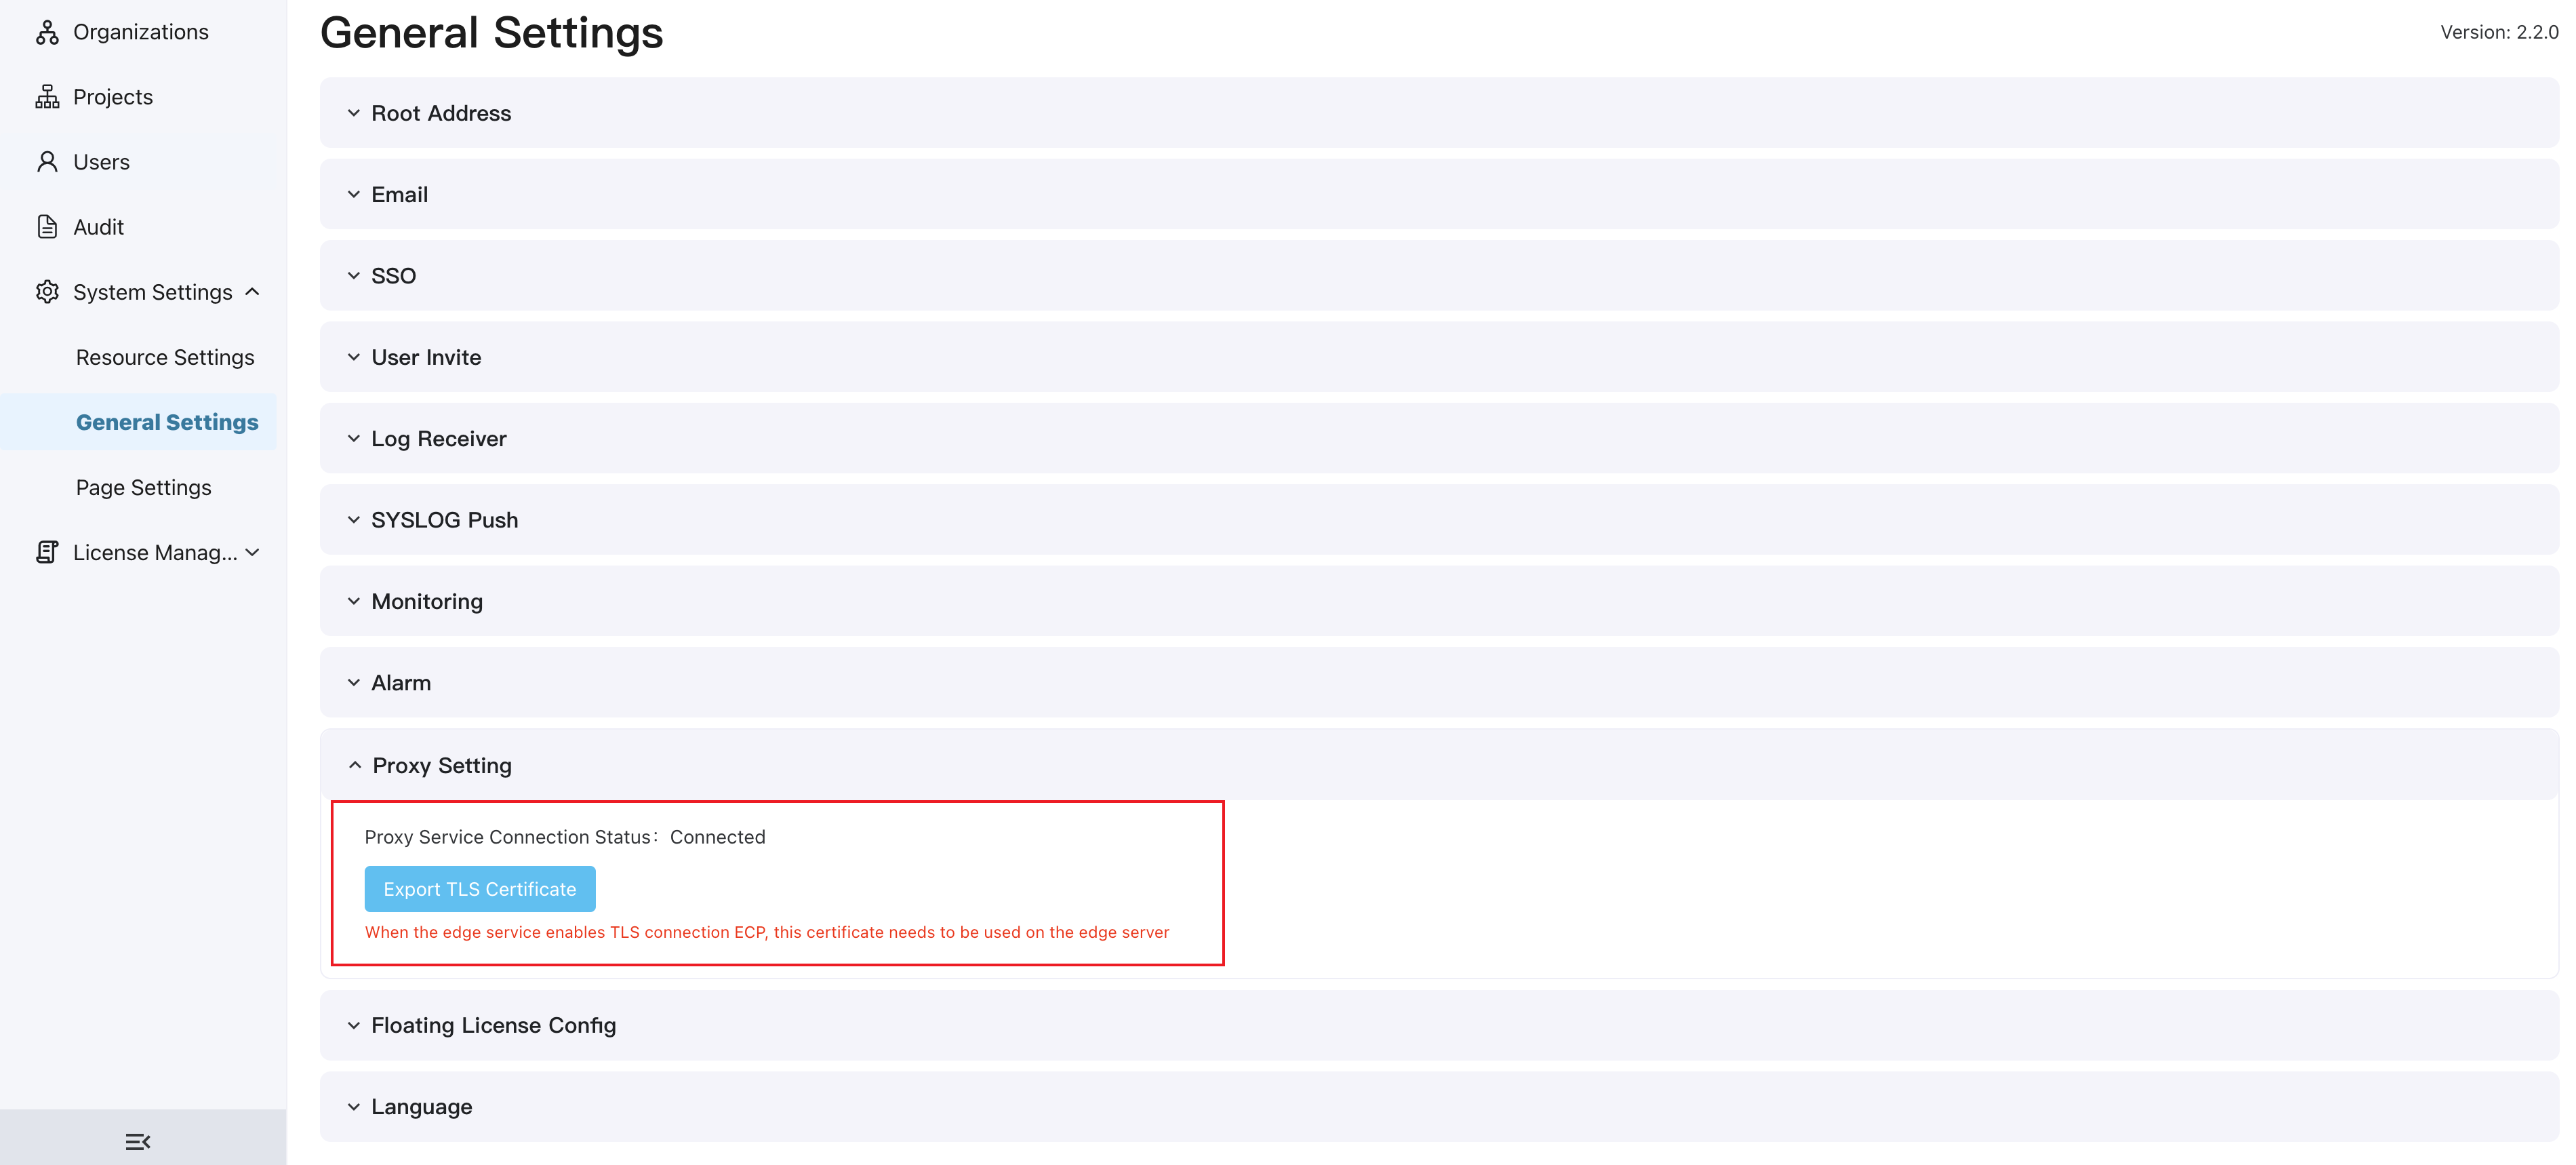 Organizations
Projects
Users
Audit
System Settings
Resource Settings
General Settings
Page Settings
License Manag...
General Settings
Version: 2.2.0
Root Address
Email
SSO
User Invite
Log Receiver
SYSLOG Push
Monitoring
Alarm
Proxy Setting
Proxy Service Connection Status： Connected
Export TLS Certificate
When the edge service enables TLS connection ECP, this certificate needs to be used on the edge server
Floating License Config
Language